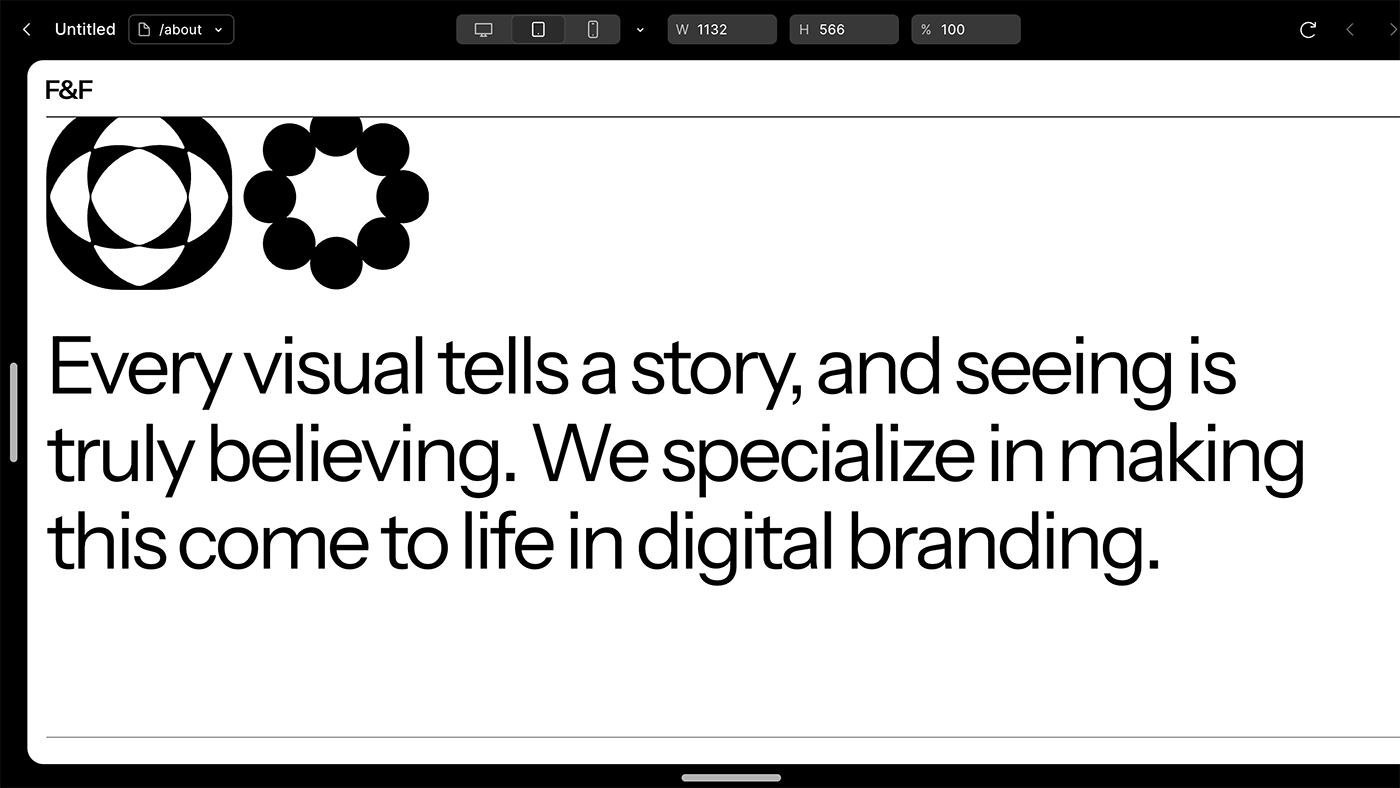 Untitled
/about
W 1132
H 566
% 100
F&F
Every visual tells a story, and seeing is
truly believing. We specialize in making
this come to life in digital branding.